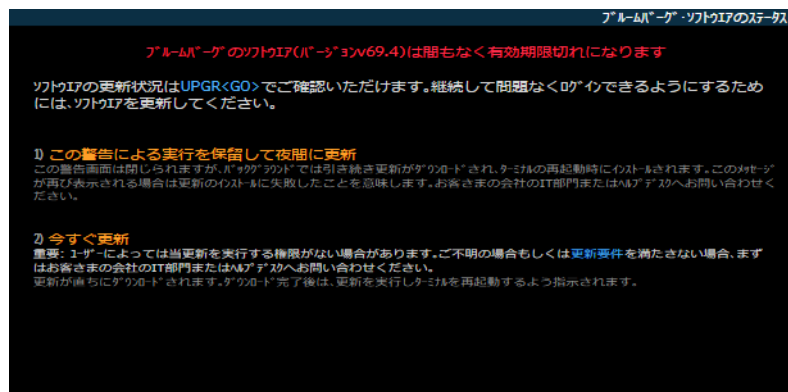 ﾌﾞﾙｰﾑﾊﾞｰｸﾞ･ｿﾌﾄｳｴｱのｽﾃｰﾀｽ
ﾌﾞﾙｰﾑﾊﾞｰｸﾞのｿﾌﾄｳｴｱ(ﾊﾞｰｼﾞｮﾝv69.4)は間もなく有効期限切れになります
ｿﾌﾄｳｴｱの更新状況はUPGR<GO>でご確認いただけます｡継続して問題なくﾛｸﾞｲﾝできるようにするため
には､ｿﾌﾄｳｴｱを更新してください｡
1) この警告による実行を保留して夜間に更新
この警告画面は閉じられますが､ﾊﾞｯｸｸﾞﾗｳﾝﾄﾞでは引き続き更新がﾀﾞｳﾝﾛｰﾄﾞされ､ﾀｰﾐﾅﾙの再起動時にｲﾝｽﾄｰﾙされます｡このﾒｯｾｰｼﾞ
が再び表示される場合は更新のｲﾝｽﾄｰﾙに失敗したことを意味します｡お客さまの会社のIT部門またはﾍﾙﾌﾟﾃﾞｽｸへお問い合わせく
ださい｡
2) 今すぐ更新
重要: ﾕｰｻﾞｰによっては当更新を実行する権限がない場合があります｡ご不明の場合もしくは更新要件を満たさない場合､まず
はお客さまの会社のIT部門またはﾍﾙﾌﾟﾃﾞｽｸへお問い合わせください｡
更新が直ちにﾀﾞｳﾝﾛｰﾄﾞされます｡ﾀﾞｳﾝﾛｰﾄﾞ完了後は､更新を実行しﾀｰﾐﾅﾙを再起動するよう指示されます｡